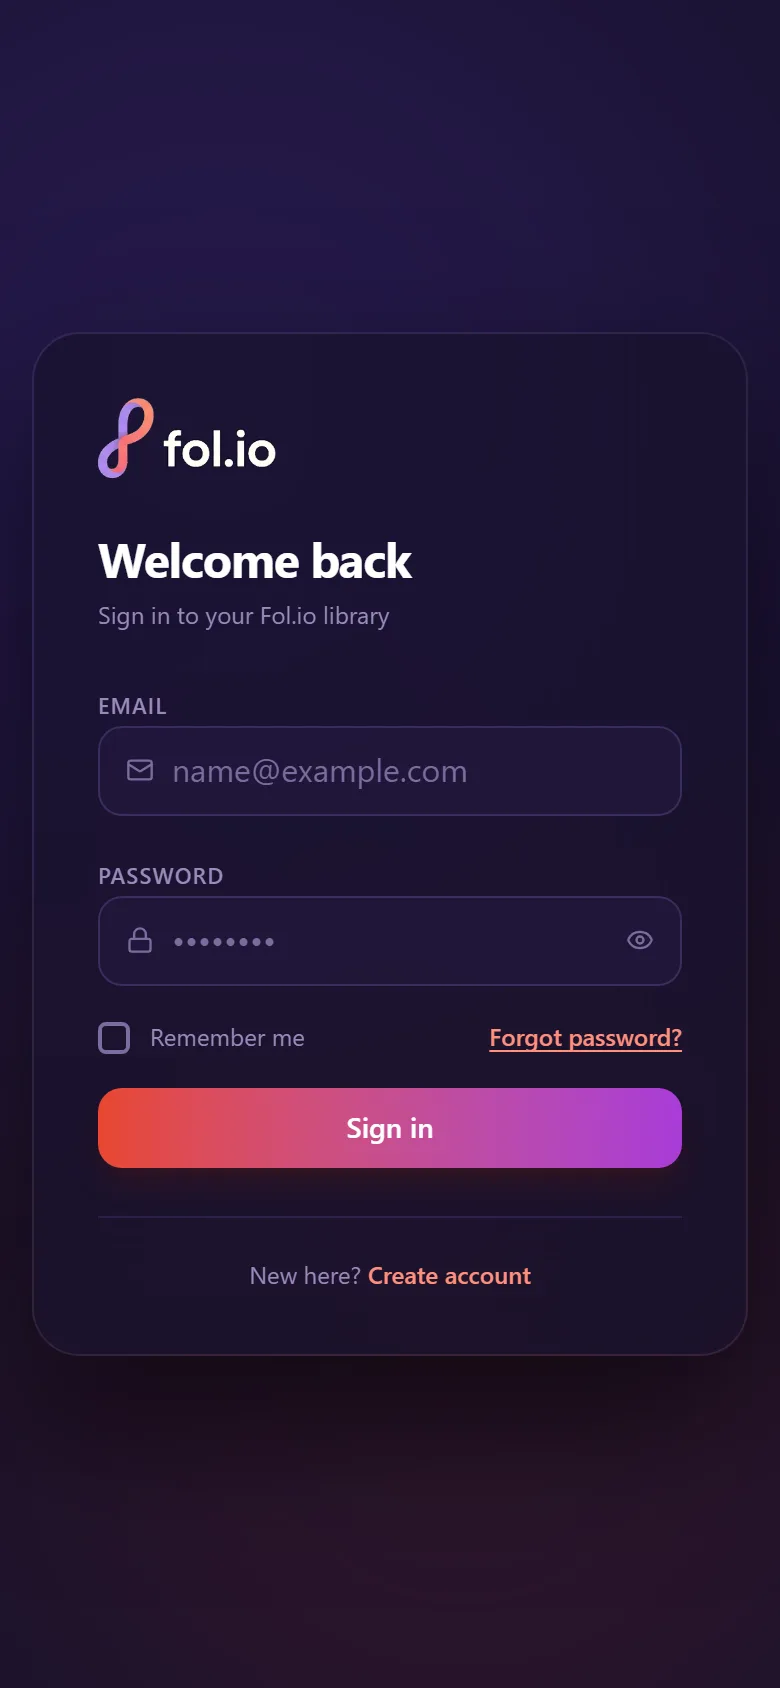 fol.io
Welcome back
Sign in to your Fol.io library
EMAIL
name@example.com
PASSWORD
••••••••
Remember me Forgot password?
Sign in
New here? Create account